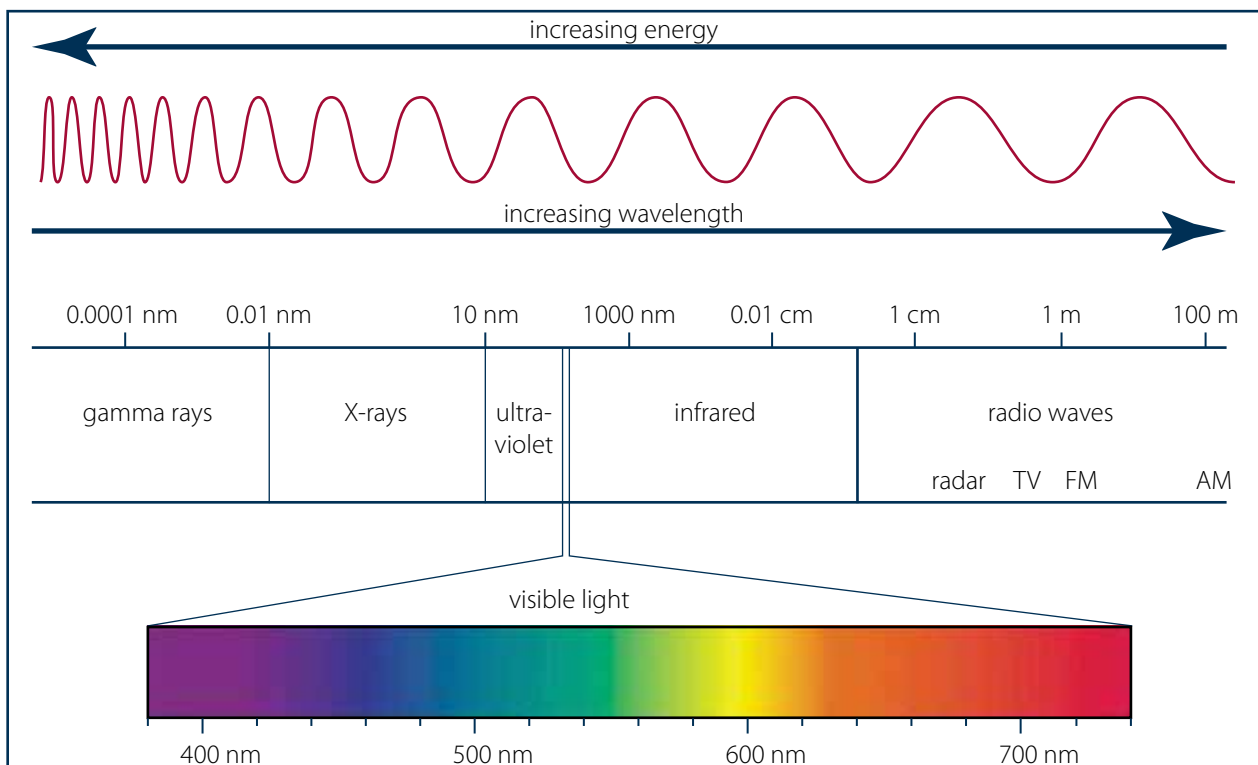 increasing energy
increasing wavelength
0.0001 nm 0.01 nm 10 nm 1000 nm 0.01 cm 1 cm 1 m 100 m
gamma rays X-rays ultra- infrared radio waves
violet
radar TV FM AM
visible light
400 nm 500 nm 600 nm 700 nm